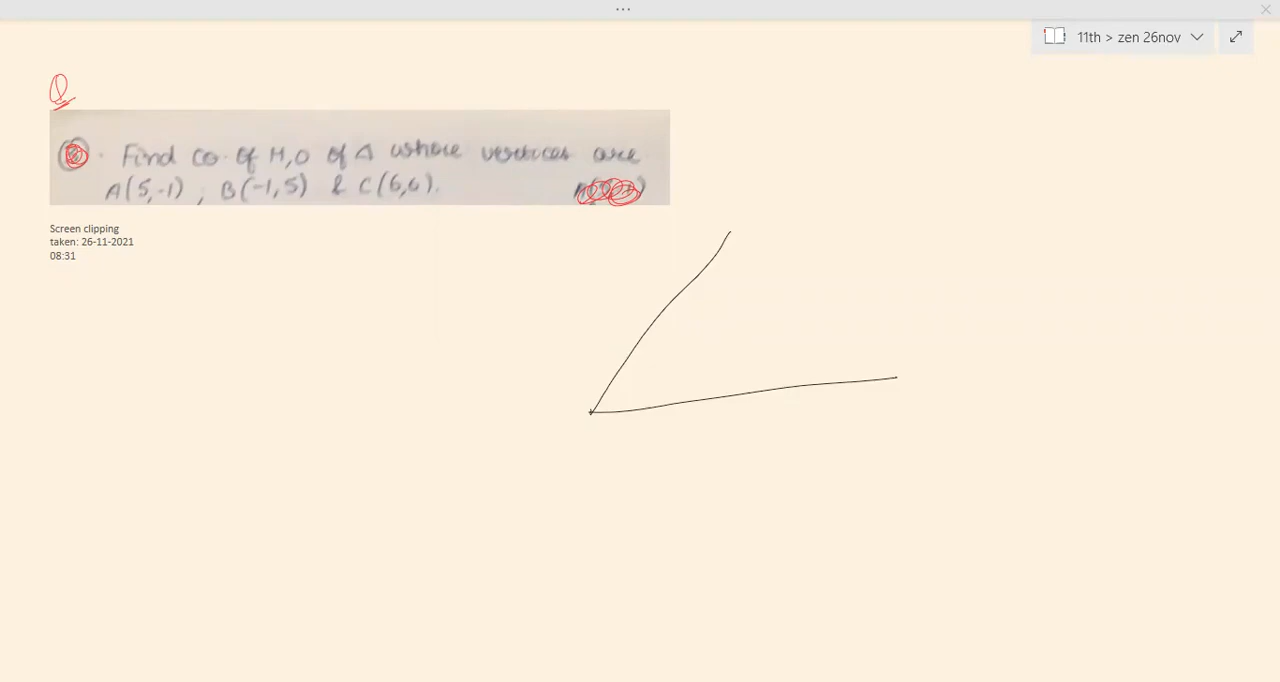 11th > zen 26nov
Q
Find co. of H,O of Δ whose vertices are
A(5,-1), B(-1,5) & C(6,6).
Screen clipping
taken: 26-11-2021
08:31